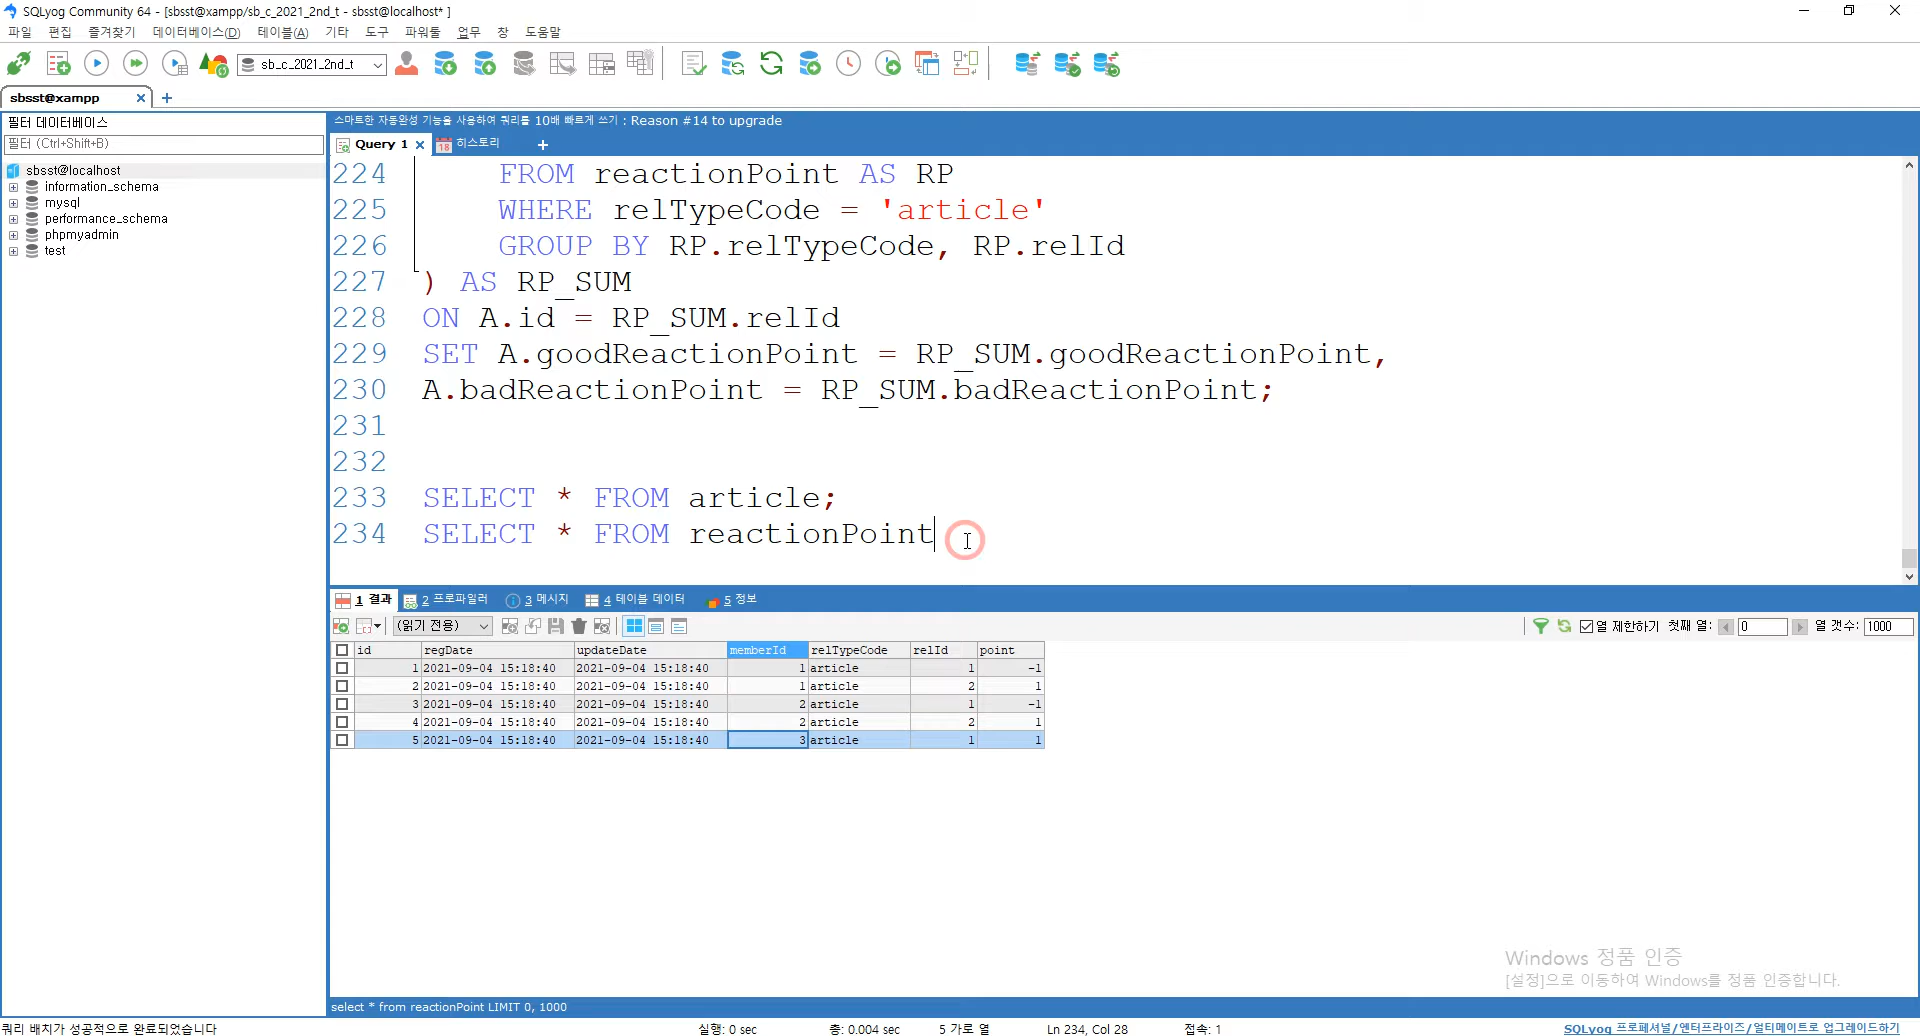 SQLyog Community 64 - [sbsst@xampp/sb_c_2021_2nd_t - sbsst@localhost* ]
파일 편집 즐겨찾기 데이터베이스(D) 테이블(A) 기타 도구 파워툴 업무 창 도움말
sb_c_2021_2nd_t
sbsst@xampp
필터 데이터베이스
필터 (Ctrl+Shift+B)
sbsst@localhost
information_schema
mysql
performance_schema
phpmyadmin
test
스마트한 자동완성 기능을 사용하여 쿼리를 10배 빠르게 쓰기 : Reason #14 to upgrade
Query 1 히스토리
224 FROM reactionPoint AS RP
225 WHERE relTypeCode = 'article'
226 GROUP BY RP.relTypeCode, RP.relId
227 ) AS RP_SUM
228 ON A.id = RP_SUM.relId
229 SET A.goodReactionPoint = RP_SUM.goodReactionPoint,
230 A.badReactionPoint = RP_SUM.badReactionPoint;
231
232
233 SELECT * FROM article;
234 SELECT * FROM reactionPoint
1 결과 2 프로파일러 3 메시지 4 테이블 데이터 5 정보
(읽기 전용) 열 제한하기 첫째 열: 0 열 갯수: 1000
id regDate updateDate memberId relTypeCode relId point
1 2021-09-04 15:18:40 2021-09-04 15:18:40 1 article 1 -1
2 2021-09-04 15:18:40 2021-09-04 15:18:40 1 article 2 1
3 2021-09-04 15:18:40 2021-09-04 15:18:40 2 article 1 -1
4 2021-09-04 15:18:40 2021-09-04 15:18:40 2 article 2 1
5 2021-09-04 15:18:40 2021-09-04 15:18:40 3 article 1 1
Windows 정품 인증
[설정]으로 이동하여 Windows를 정품 인증합니다.
select * from reactionPoint LIMIT 0, 1000
쿼리 배치가 성공적으로 완료되었습니다 실행: 0 sec 총: 0.004 sec 5 가로 열 Ln 234, Col 28 접속: 1 SQLyog 프로페셔널/엔터프라이즈/얼티메이트로 업그레이드하기